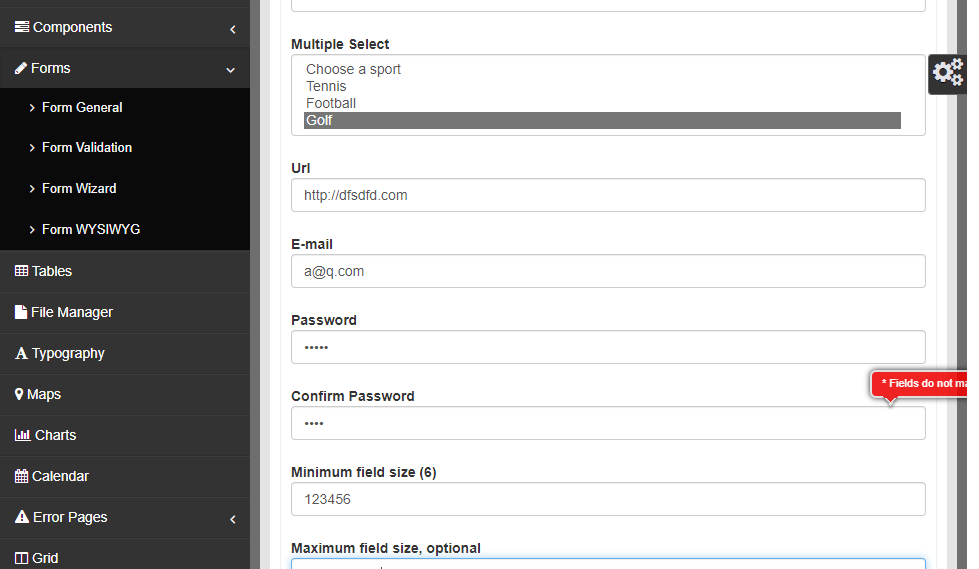 Components
Forms
Form General
Form Validation
Form Wizard
Form WYSIWYG
Tables
File Manager
Typography
Maps
Charts
Calendar
Error Pages
Grid
Multiple Select
Choose a sport
Tennis
Football
Golf
Url
http://dfsdfd.com
E-mail
a@q.com
Password
•••••
* Fields do not ma
Confirm Password
••••
Minimum field size (6)
123456
Maximum field size, optional